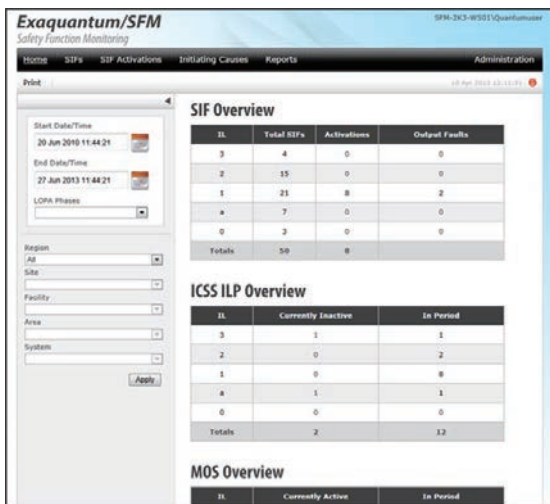 Exaquantum/SFM
Safety Function Monitoring
SFM-2K3-WS01\Quantumuser
Home SIFs SIF Activations Initiating Causes Reports Administration
Print
Start Date/Time
20 Jun 2010 11:44:21
End Date/Time
27 Jun 2013 11:44:21
LOPA Phases
Region
All
Site
Facility
Area
System
Apply
SIF Overview
IL Total SIFs Activations Output Faults
3 4 0 0
2 15 0 0
1 21 8 2
a 7 0 0
0 3 0 0
Totals 50 8
ICSS ILP Overview
IL Currently Inactive In Period
3 1 1
2 0 2
1 0 8
a 1 1
0 0 0
Totals 2 12
MOS Overview
IL Currently Active In Period